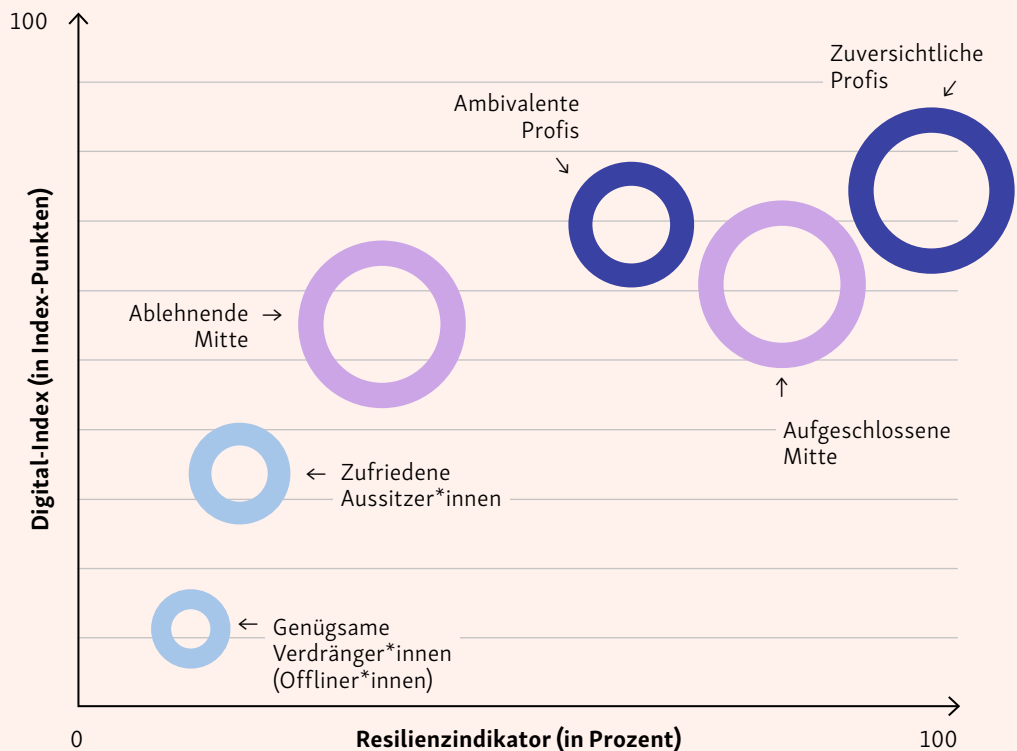 100
Zuversichtliche
Profis
Ambivalente
Profis
Digital-Index (in Index-Punkten)
Ablehnende
Mitte
Aufgeschlossene
Mitte
Zufriedene
Aussitzer*innen
Genügsame
Verdränger*innen
(Offliner*innen)
0
Resilienzindikator (in Prozent)
100